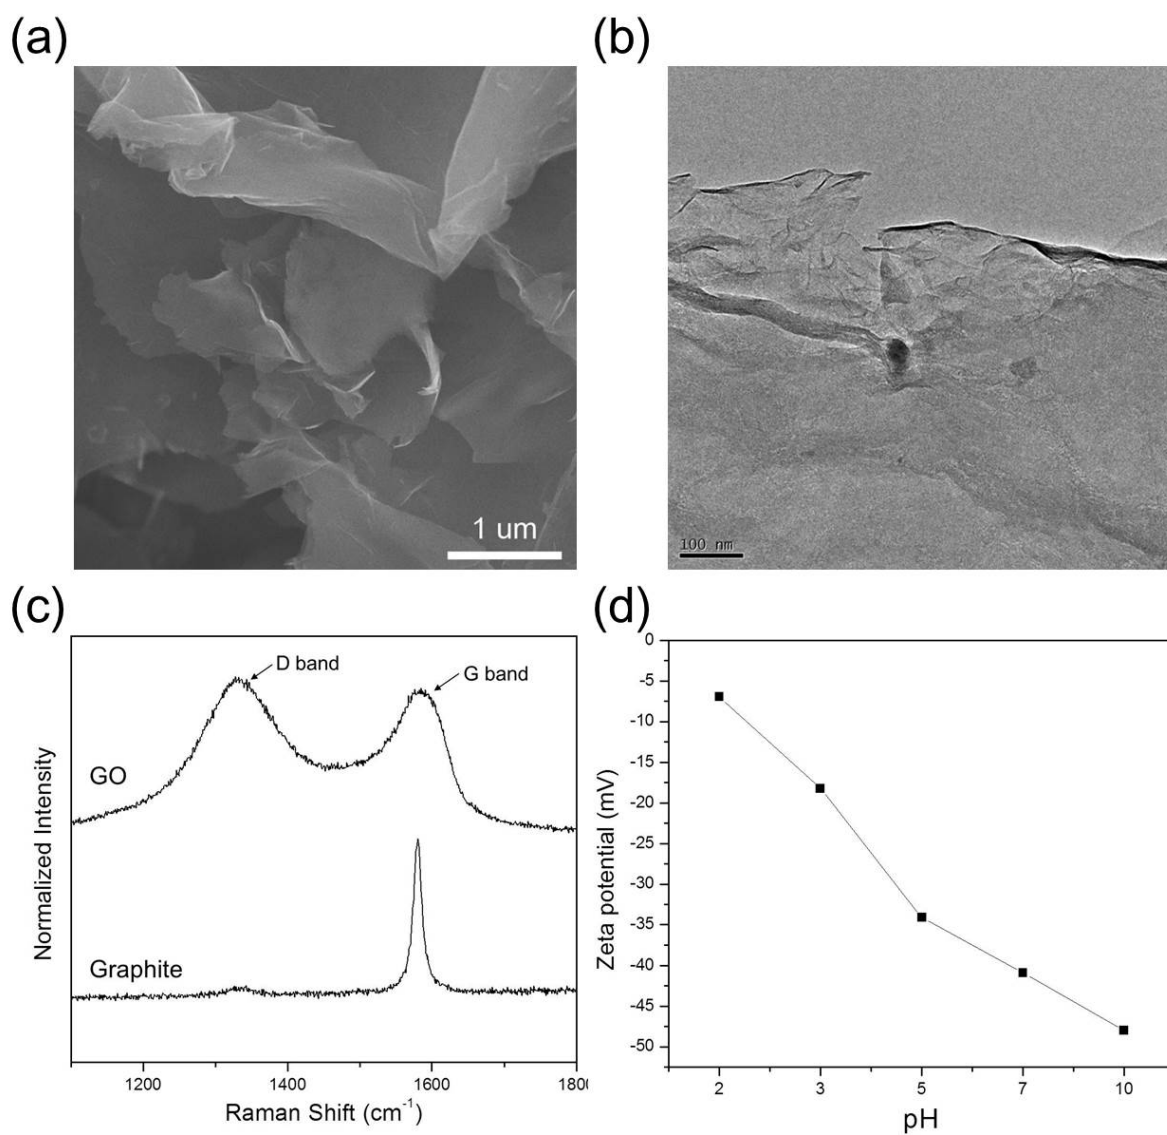 (a)
(b)
1 um
100 nm
(c)
(d)
D band
G band
GO
Graphite
Normalized Intensity
1200
1400
1600
1800
Raman Shift (cm⁻¹)
0
-5
-10
-15
-20
-25
-30
-35
-40
-45
-50
Zeta potential (mV)
2
3
5
7
10
pH